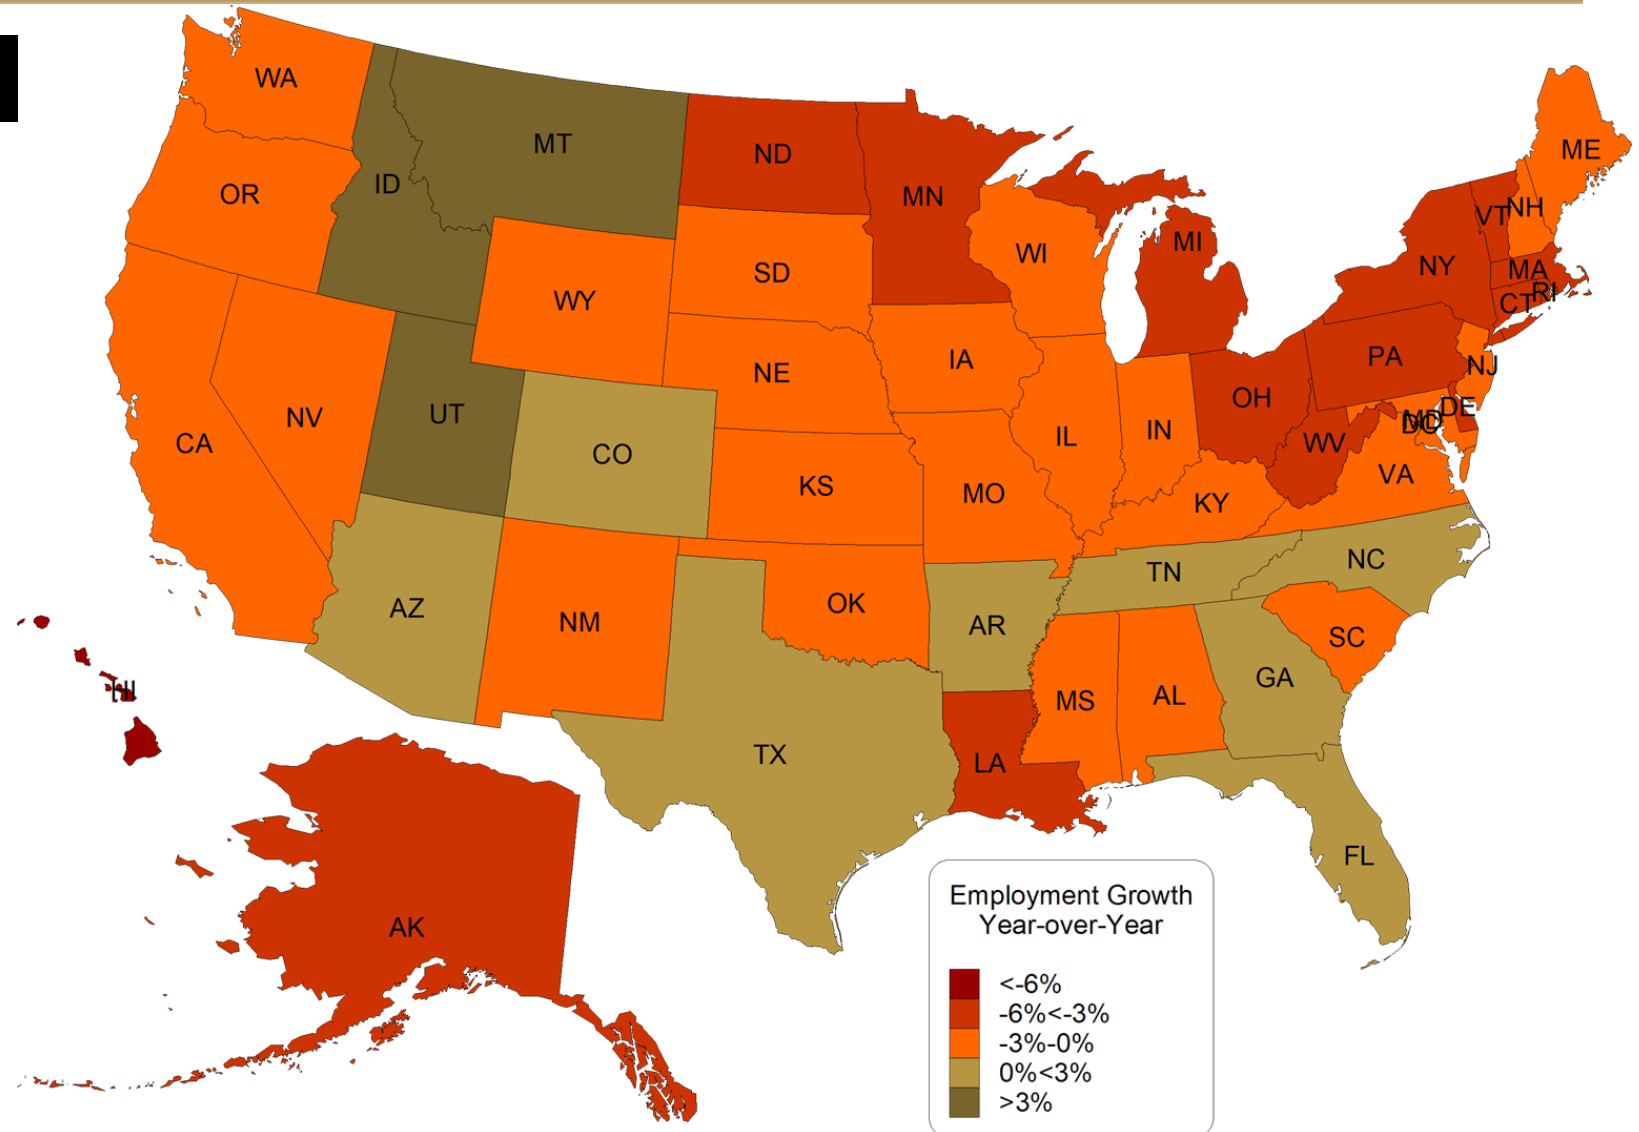 WA
MT
ND
MN
ID
OR
ME
VT
NH
WI
MI
NY
MA
RI
CT
SD
WY
IA
PA
NJ
NE
OH
DE
MD
DC
NV
UT
CA
CO
IL
IN
WV
VA
KS
MO
KY
NC
TN
AZ
NM
OK
AR
SC
GA
HI
MS
AL
TX
LA
FL
AK
Employment Growth
Year-over-Year
<-6%
-6%<-3%
-3%-0%
0%<3%
>3%